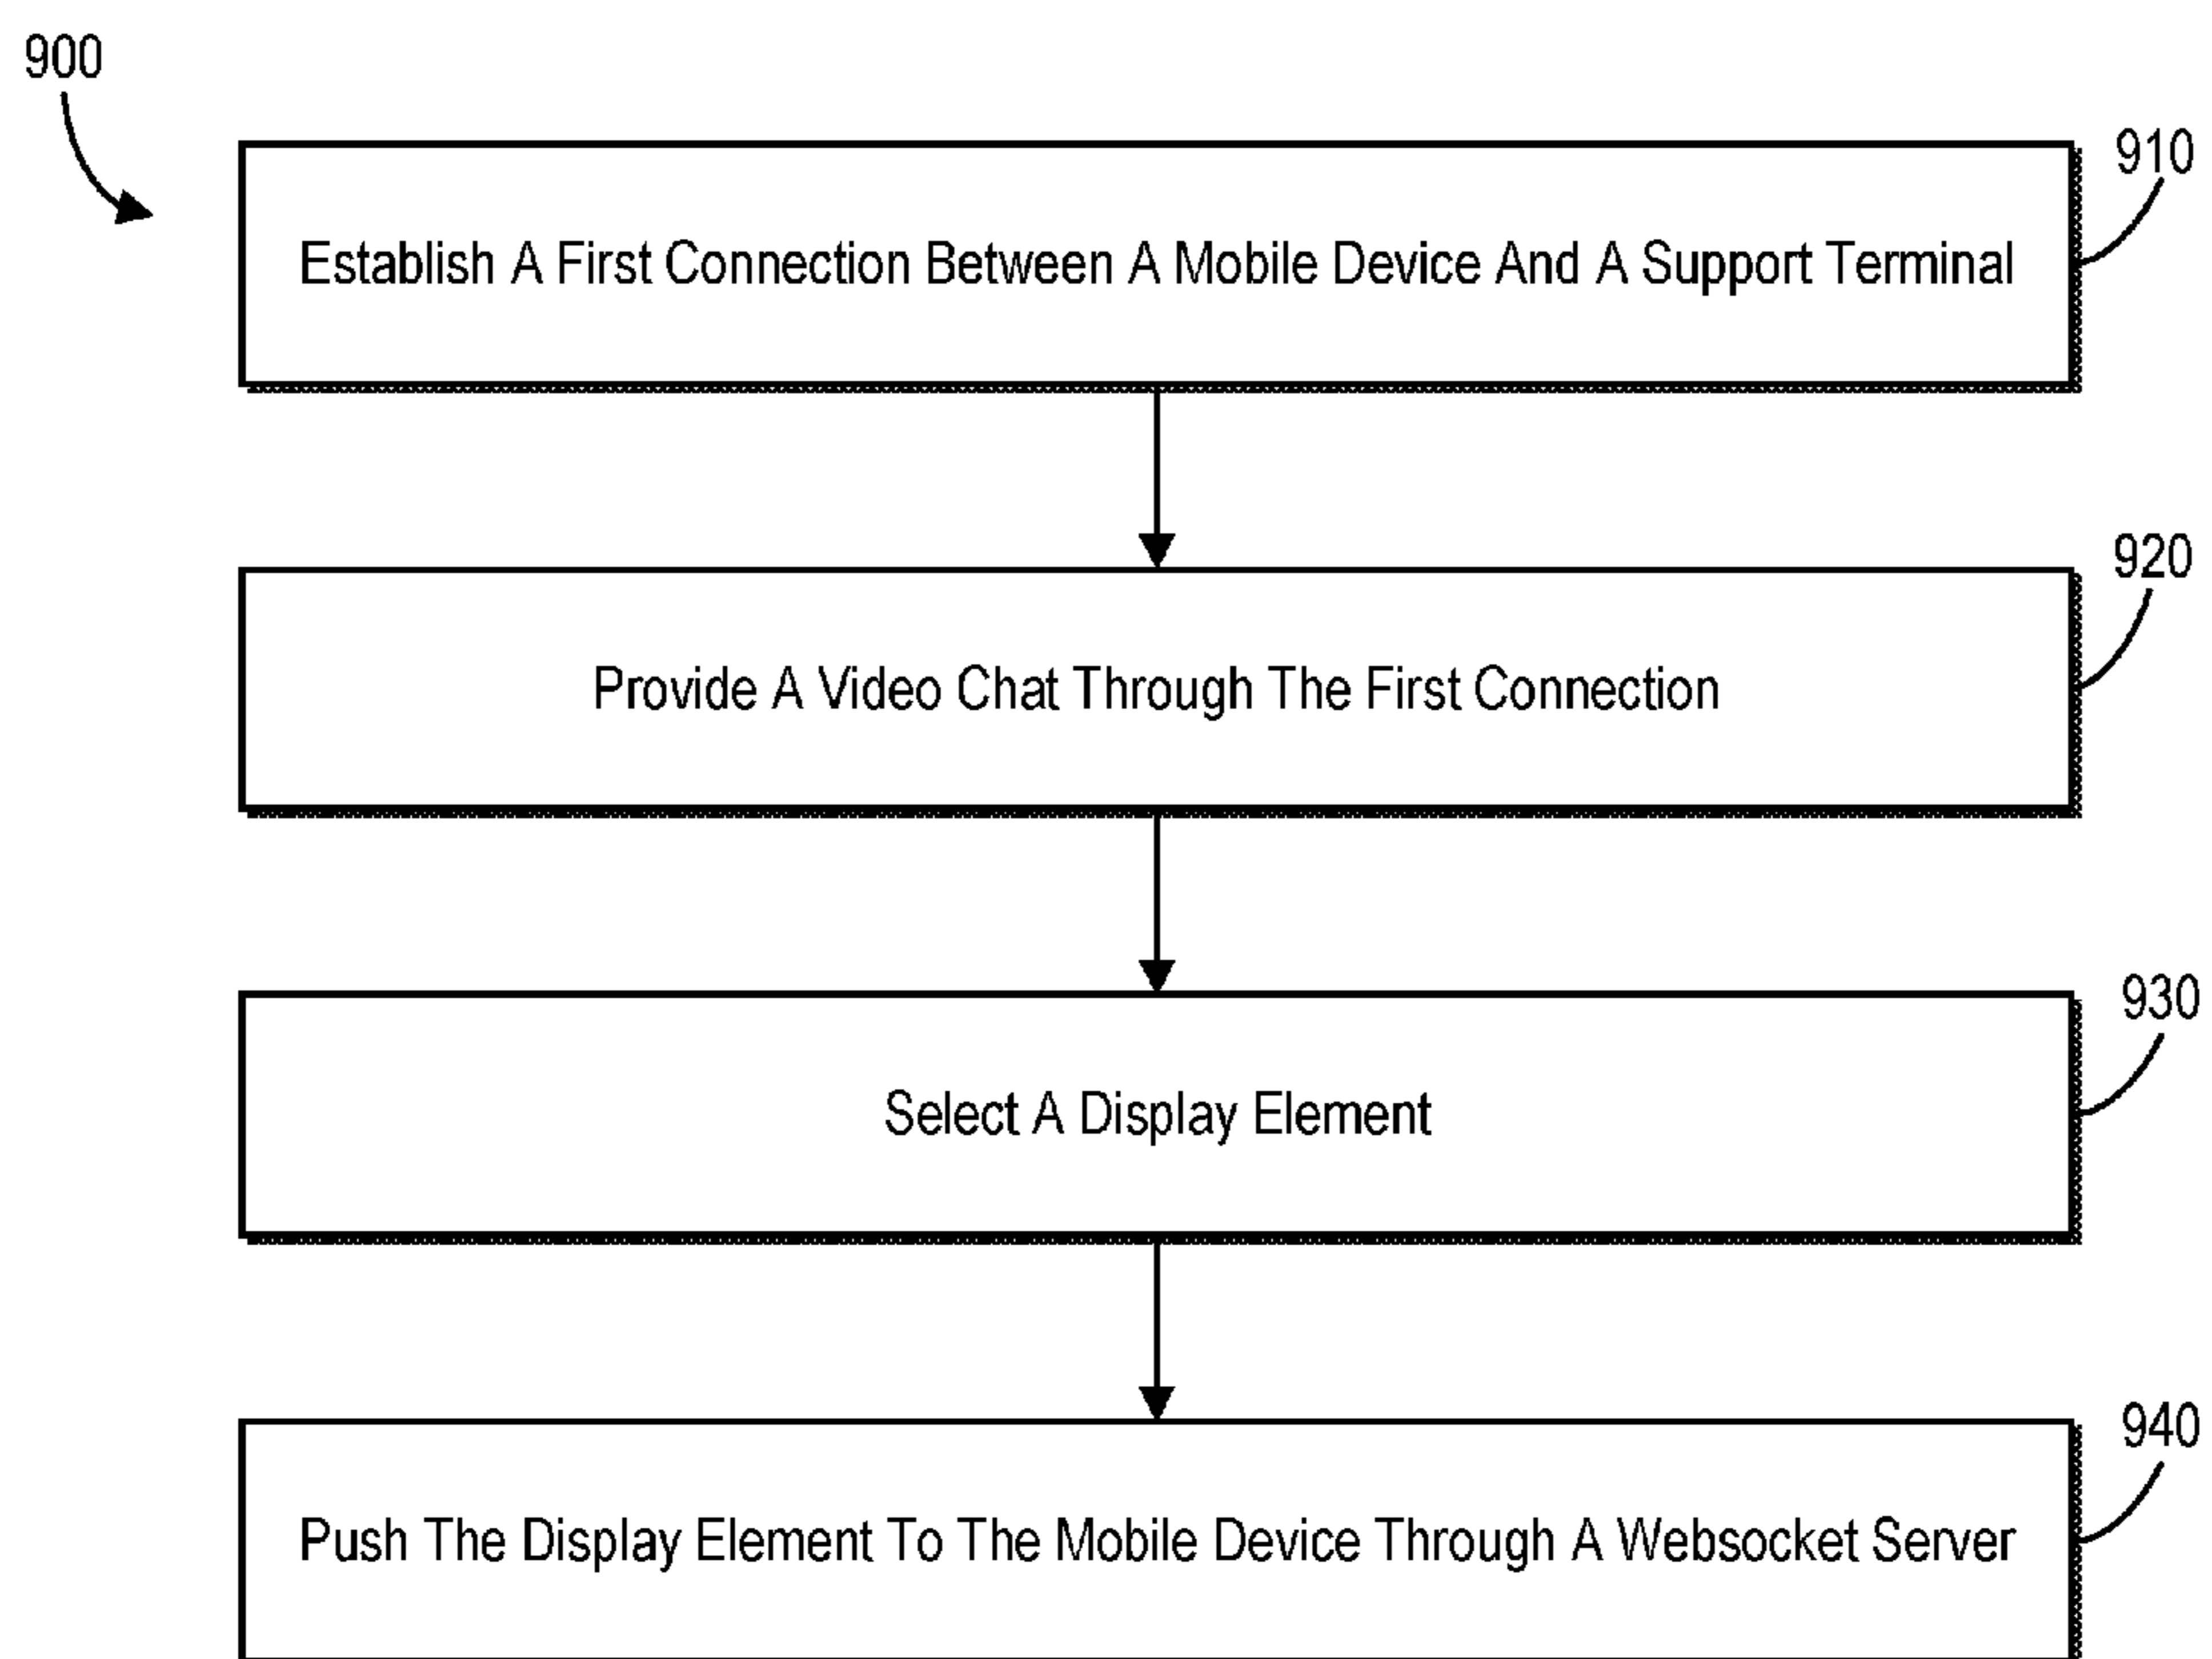 900
910
Establish A First Connection Between A Mobile Device And A Support Terminal
920
Provide A Video Chat Through The First Connection
930
Select A Display Element
940
Push The Display Element To The Mobile Device Through A Websocket Server